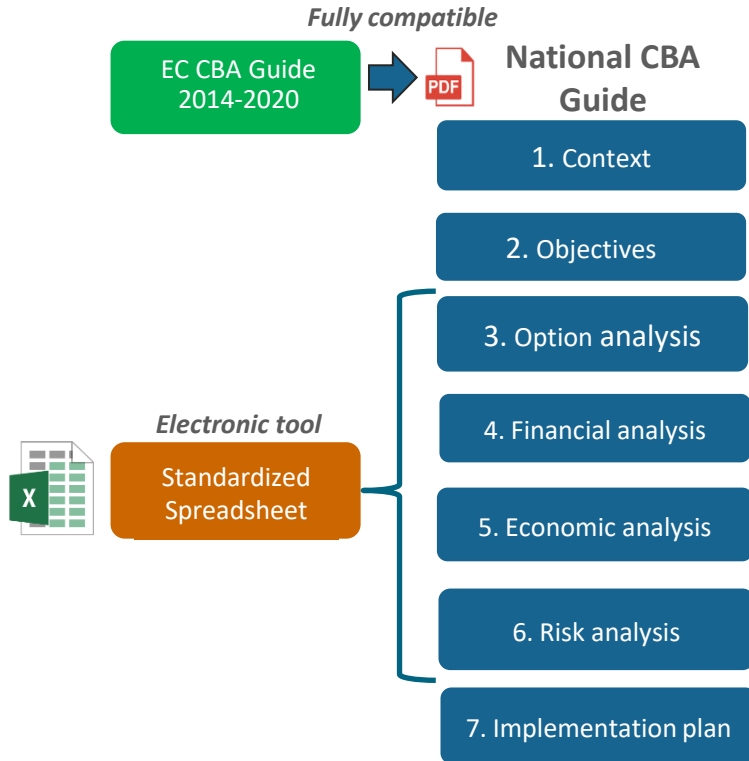 Fully compatible
EC CBA Guide
2014-2020
PDF
National CBA
Guide
1. Context
2. Objectives
3. Option analysis
Electronic tool
4. Financial analysis
X
Standardized
Spreadsheet
5. Economic analysis
6. Risk analysis
7. Implementation plan